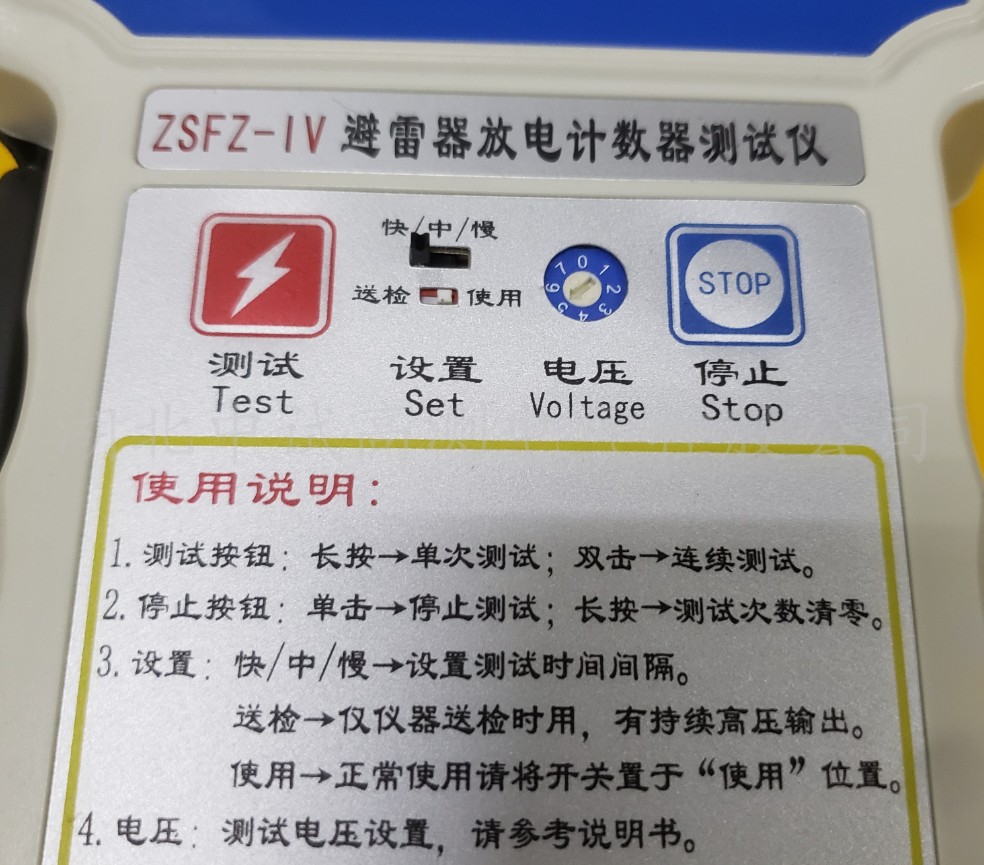 ZSFZ-IV 避雷器放电计数器测试仪
快/中/慢
送检 使用
7 0 1 2 3 4 5 6
STOP
测试 设置 电压 停止
Test Set Voltage Stop
使用说明:
1. 测试按钮: 长按→单次测试; 双击→连续测试。
2. 停止按钮: 单击→停止测试; 长按→测试次数清零。
3. 设置: 快/中/慢→设置测试时间间隔。
送检→仅仪器送检时用, 有持续高压输出。
使用→正常使用请将开关置于“使用”位置。
4. 电压: 测试电压设置, 请参考说明书。